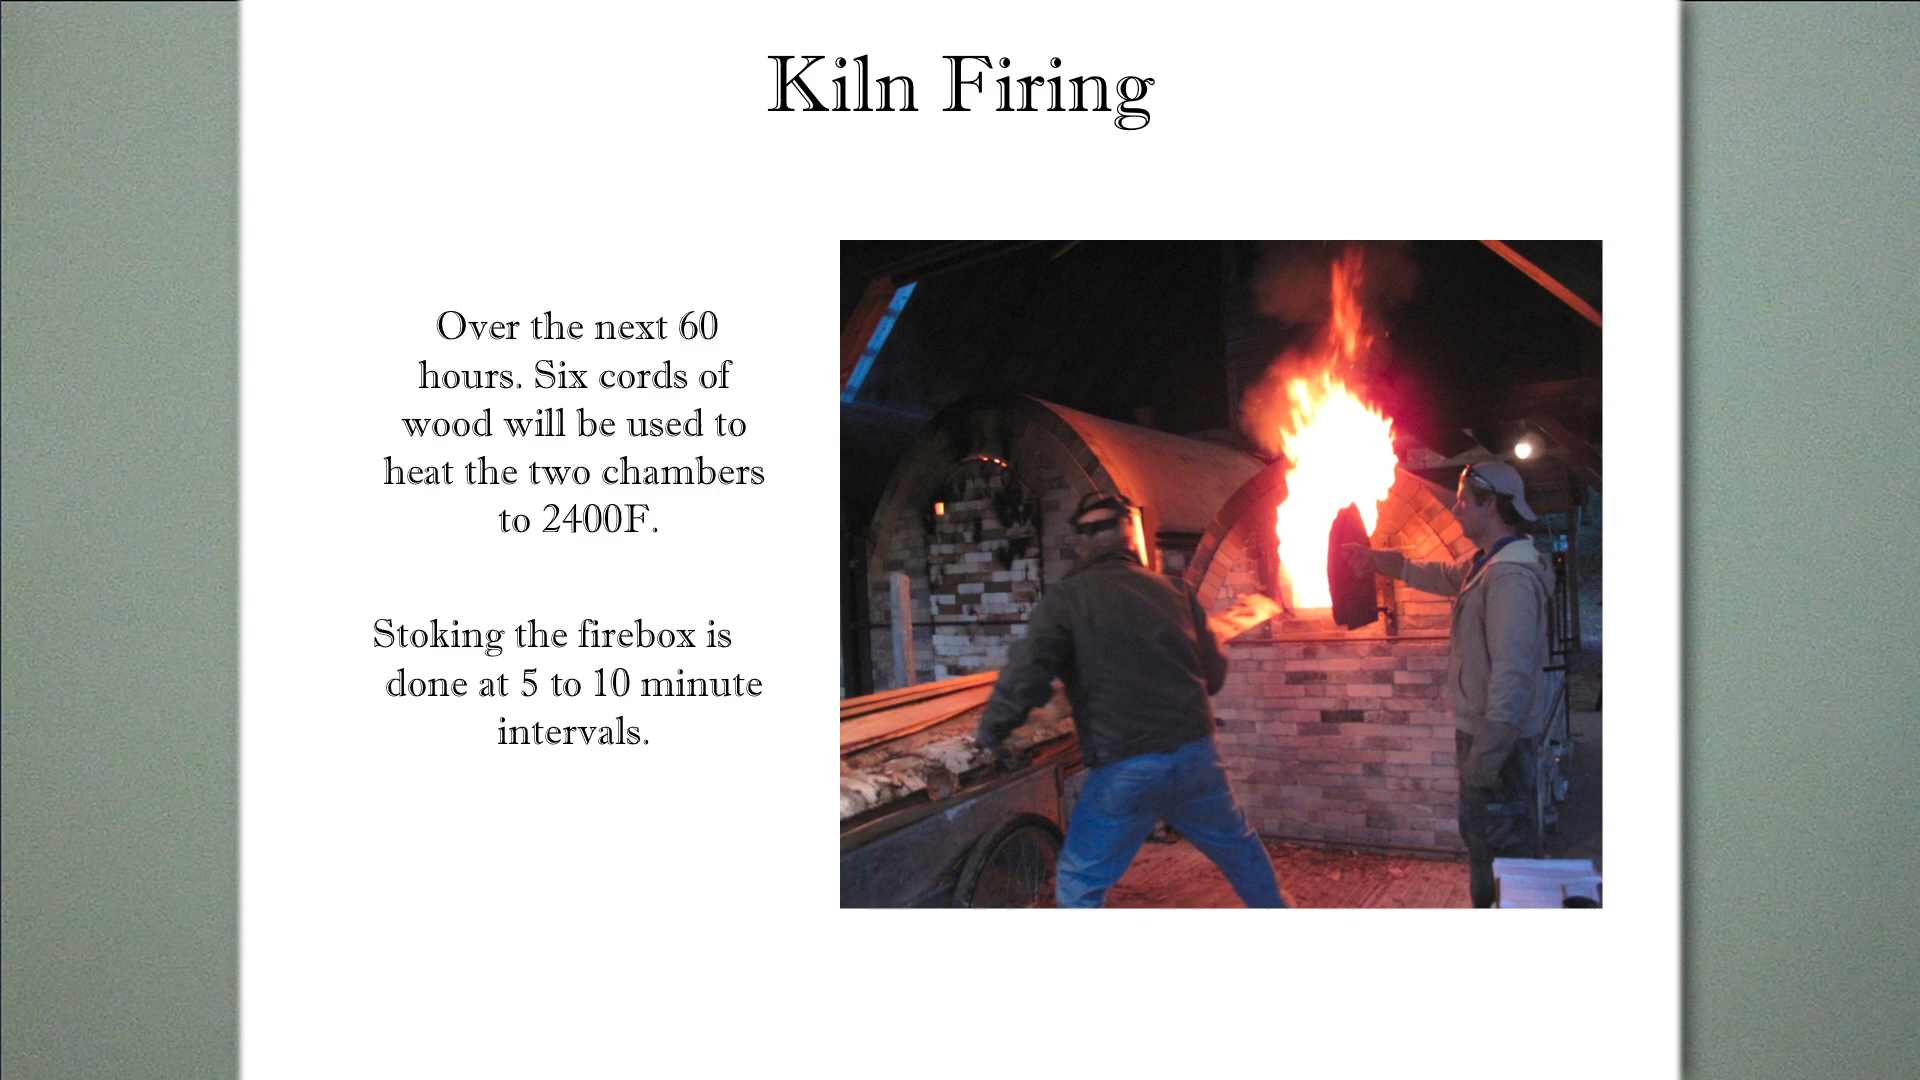 Kiln Firing
Over the next 60
hours. Six cords of
wood will be used to
heat the two chambers
to 2400F.
Stoking the firebox is
done at 5 to 10 minute
intervals.